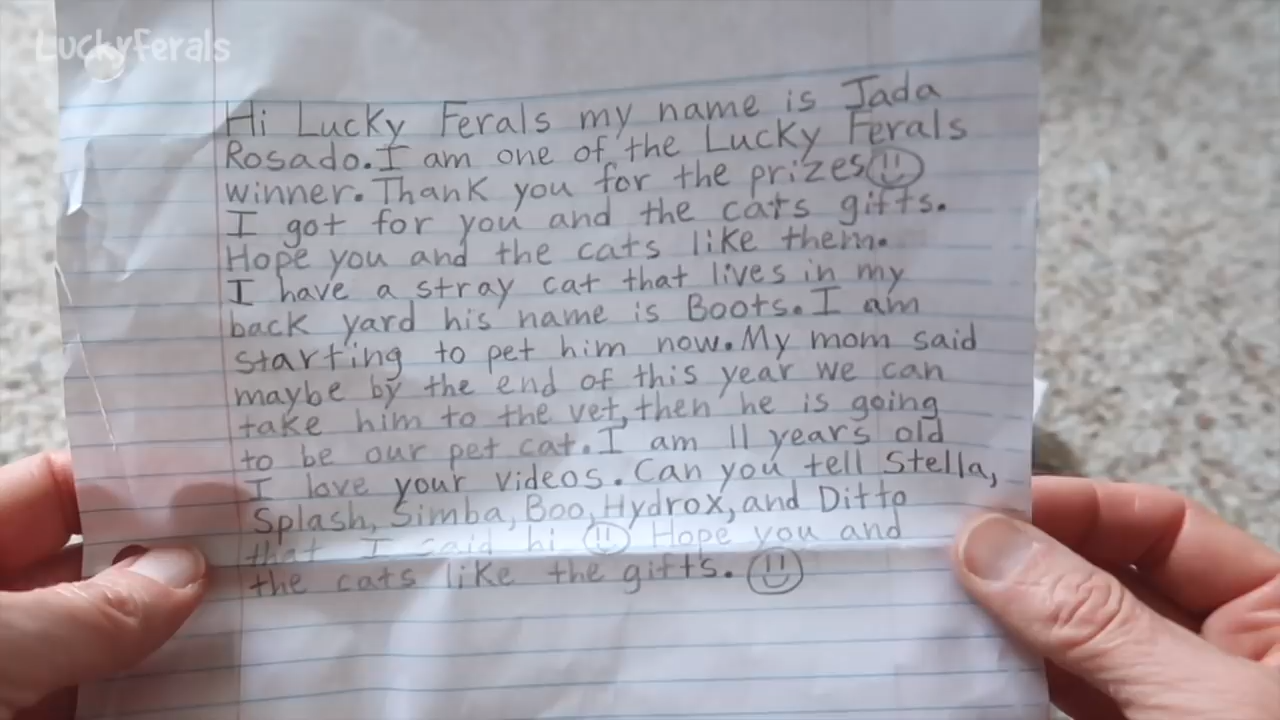 LuckyFerals
Hi Lucky Ferals my name is Jada
Rosado. I am one of the Lucky Ferals
winner. Thank you for the prizes
I got for you and the cats gifts.
Hope you and the cats like them.
I have a stray cat that lives in my
back yard his name is Boots. I am
starting to pet him now. My mom said
maybe by the end of this year we can
take him to the vet, then he is going
to be our pet cat. I am 11 years old
I love your videos. Can you tell Stella,
Splash, Simba, Boo, Hydrox, and Ditto
that I said hi Hope you and
the cats like the gifts.